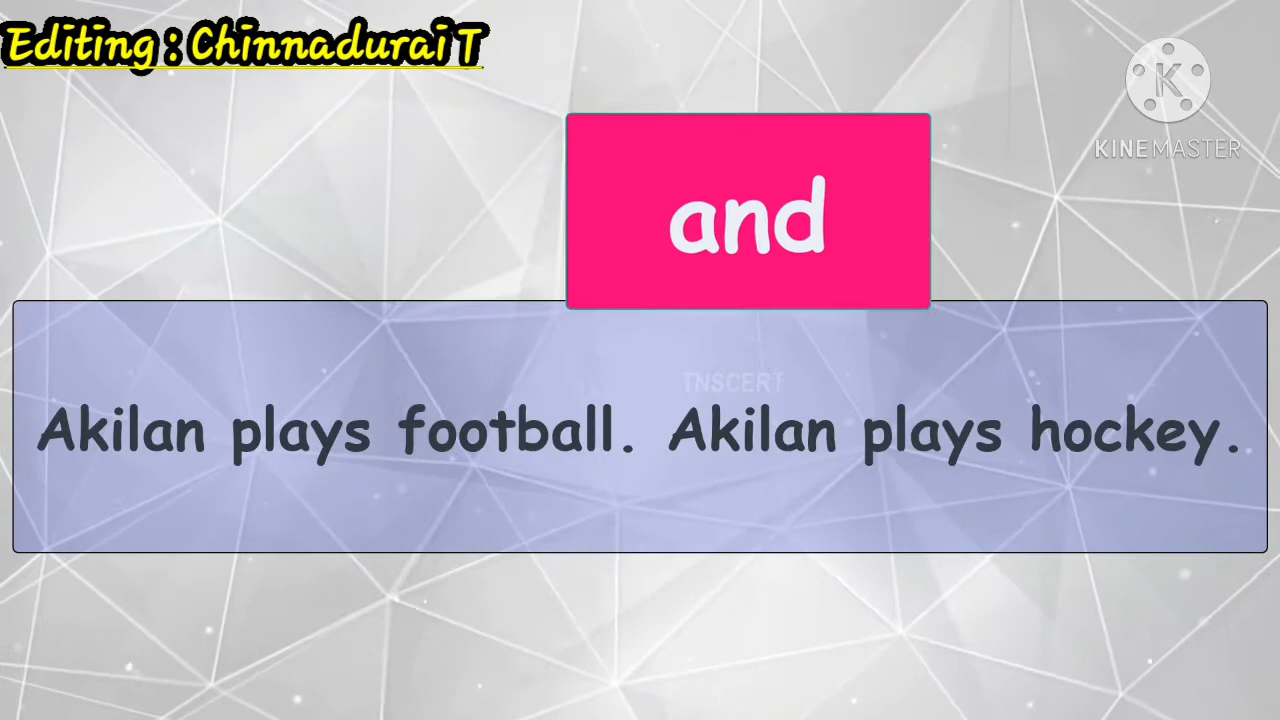 Editing : Chinnadurai T
K
KINEMASTER
and
TNSCERT
Akilan plays football. Akilan plays hockey.